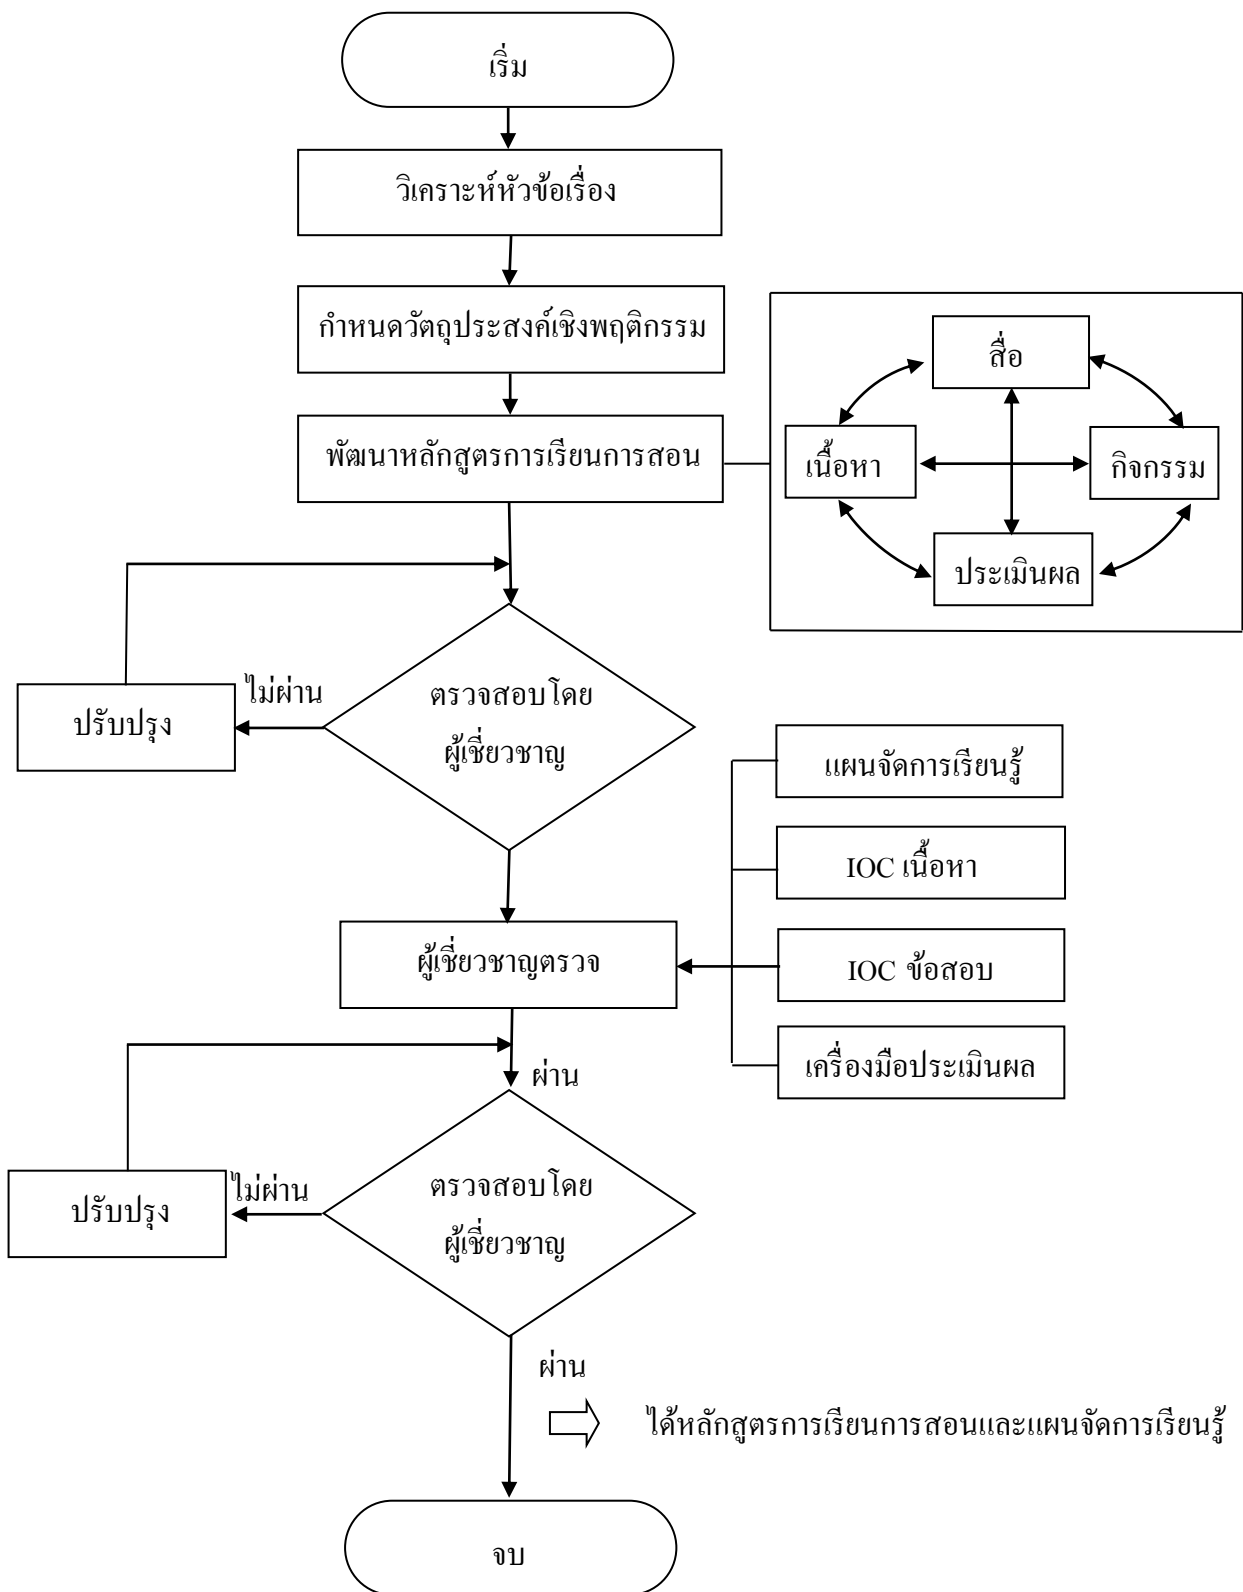 เริ่ม
วิเคราะห์หัวข้อเรื่อง
กำหนดวัตถุประสงค์เชิงพฤติกรรม
พัฒนาหลักสูตรการเรียนการสอน
สื่อ
เนื้อหา
กิจกรรม
ประเมินผล
ไม่ผ่าน
ปรับปรุง
ตรวจสอบโดย
ผู้เชี่ยวชาญ
แผนจัดการเรียนรู้
IOC เนื้อหา
ผู้เชี่ยวชาญตรวจ
IOC ข้อสอบ
เครื่องมือประเมินผล
ผ่าน
ไม่ผ่าน
ปรับปรุง
ตรวจสอบโดย
ผู้เชี่ยวชาญ
ผ่าน
ได้หลักสูตรการเรียนการสอนและแผนจัดการเรียนรู้
จบ